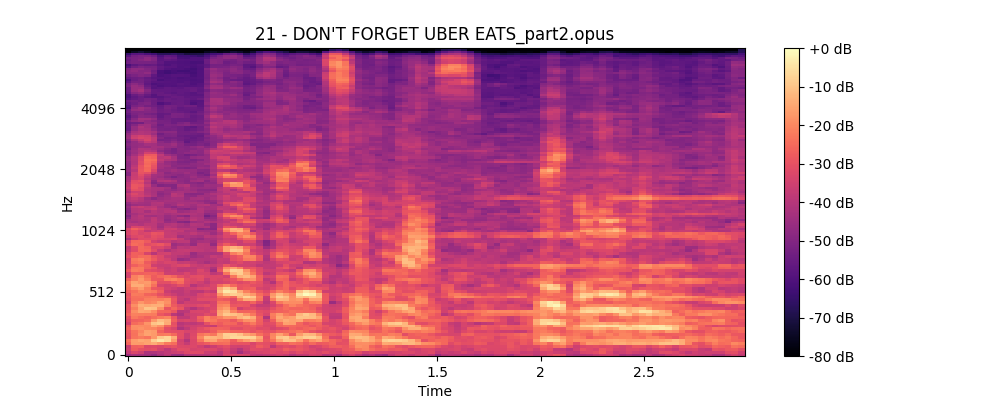 21 - DON'T FORGET UBER EATS_part2.opus
Hz
4096
2048
1024
512
0
0
0.5
1
1.5
2
2.5
Time
+0 dB
-10 dB
-20 dB
-30 dB
-40 dB
-50 dB
-60 dB
-70 dB
-80 dB